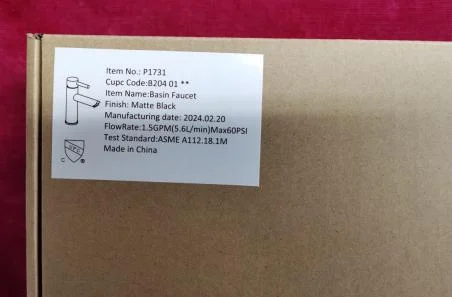 Item No.: P1731
Cupc Code:B204 01 **
Item Name:Basin Faucet
Finish: Matte Black
Manufacturing date: 2024.02.20
FlowRate:1.5GPM(5.6L/min)Max60PSI
Test Standard:ASME A112.18.1M
Made in China
C UPC ®